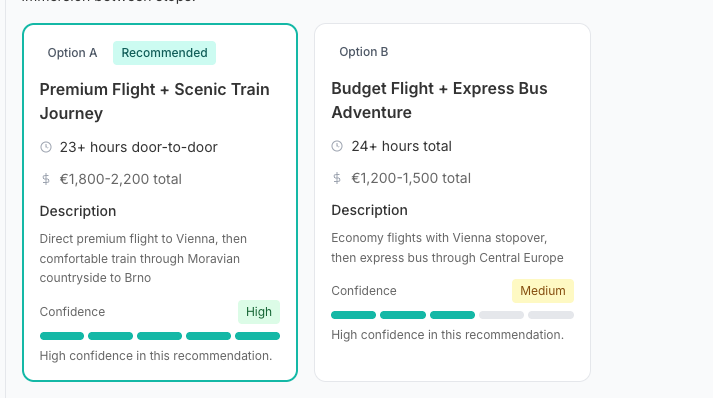 Option A
Recommended
Premium Flight + Scenic Train
Journey
23+ hours door-to-door
€1,800-2,200 total
Description
Direct premium flight to Vienna, then
comfortable train through Moravian
countryside to Brno
Confidence
High
High confidence in this recommendation.
Option B
Budget Flight + Express Bus
Adventure
24+ hours total
€1,200-1,500 total
Description
Economy flights with Vienna stopover,
then express bus through Central Europe
Confidence
Medium
High confidence in this recommendation.